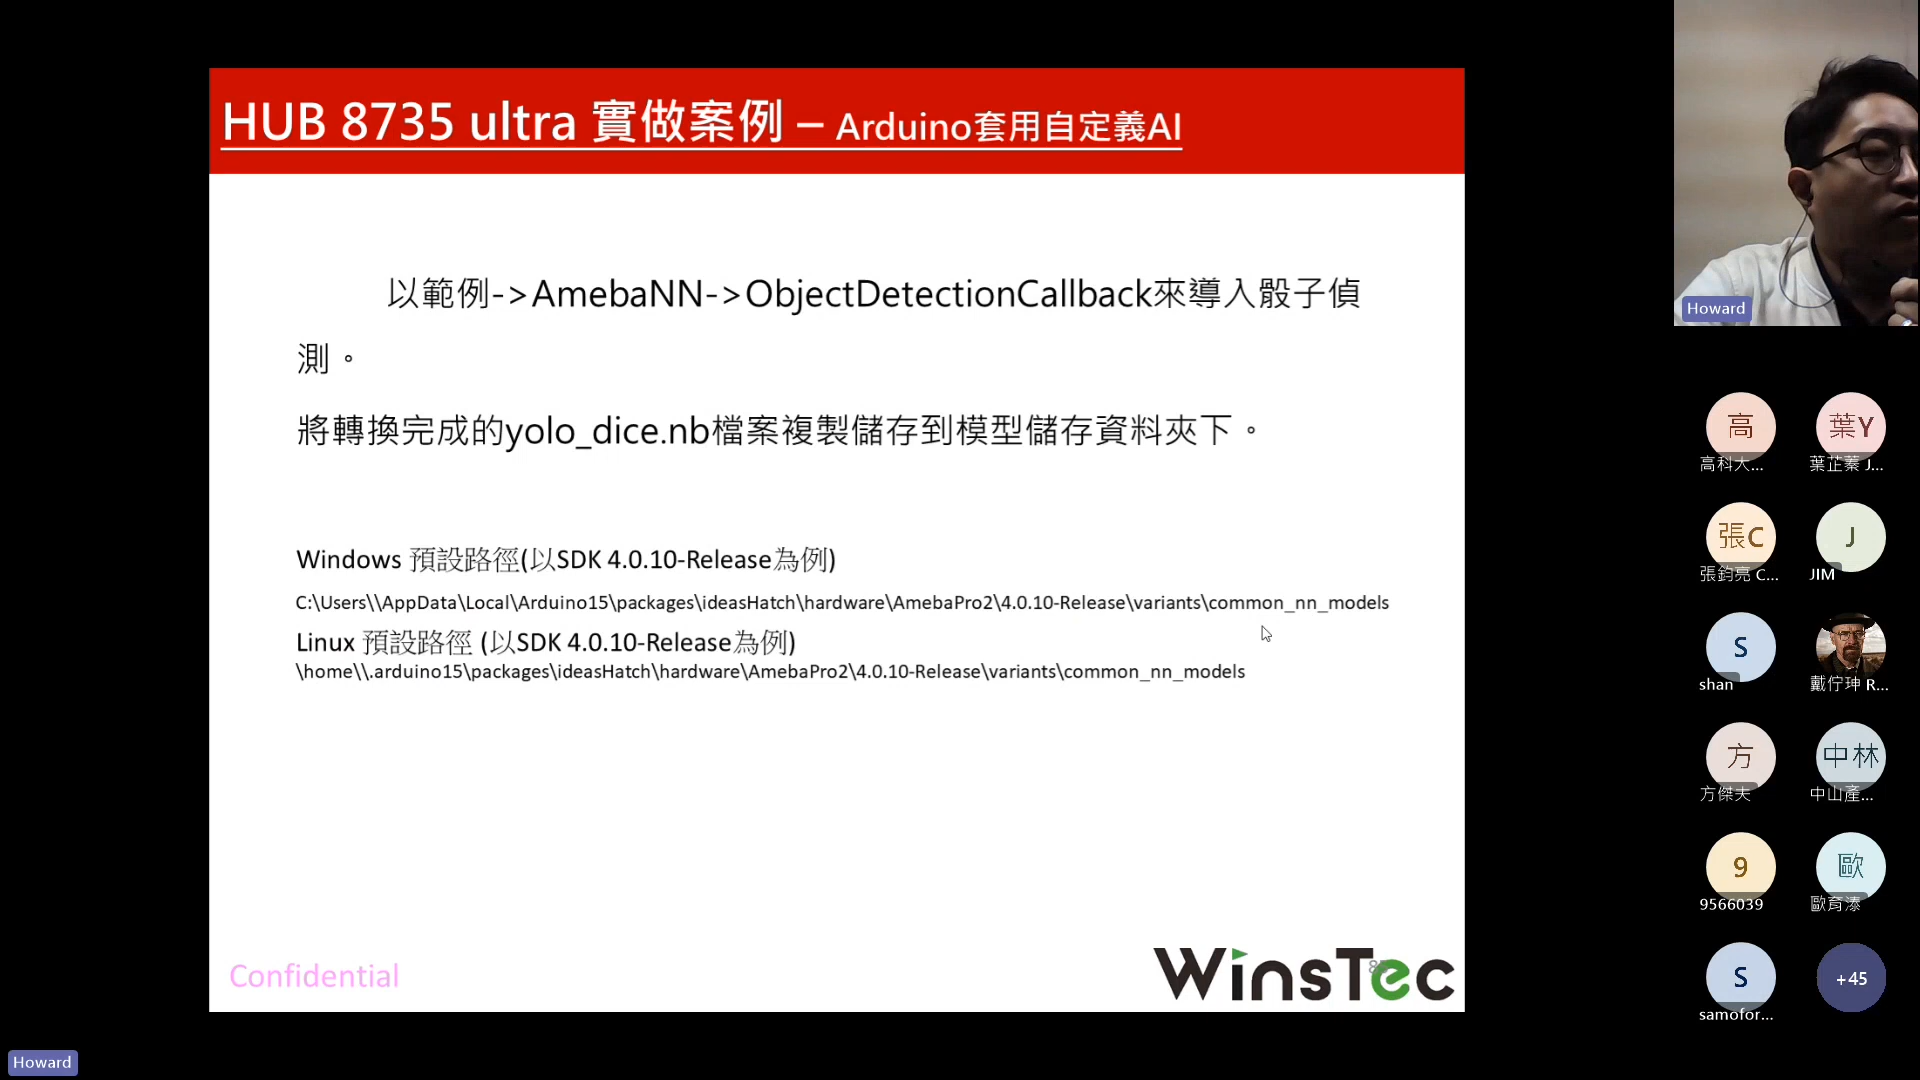 HUB 8735 ultra 實做案例 – Arduino套用自定義AI
以範例->AmebaNN->ObjectDetectionCallback來導入骰子偵
測。
將轉換完成的yolo_dice.nb檔案複製儲存到模型儲存資料夾下。
Windows 預設路徑(以SDK 4.0.10-Release為例)
C:\Users\\AppData\Local\Arduino15\packages\ideasHatch\hardware\AmebaPro2\4.0.10-Release\variants\common_nn_models
Linux 預設路徑 (以SDK 4.0.10-Release為例)
\home\\.arduino15\packages\ideasHatch\hardware\AmebaPro2\4.0.10-Release\variants\common_nn_models
Confidential
WinsTec
Howard
高
葉Y
高科大...
葉芷蓁 J...
張C
J
張鈞亮 C...
JIM
S
shan
戴佇珅 R...
方
中林
方傑夫
中山產...
9
歐
9566039
歐育溙
S
+45
samofor...
Howard